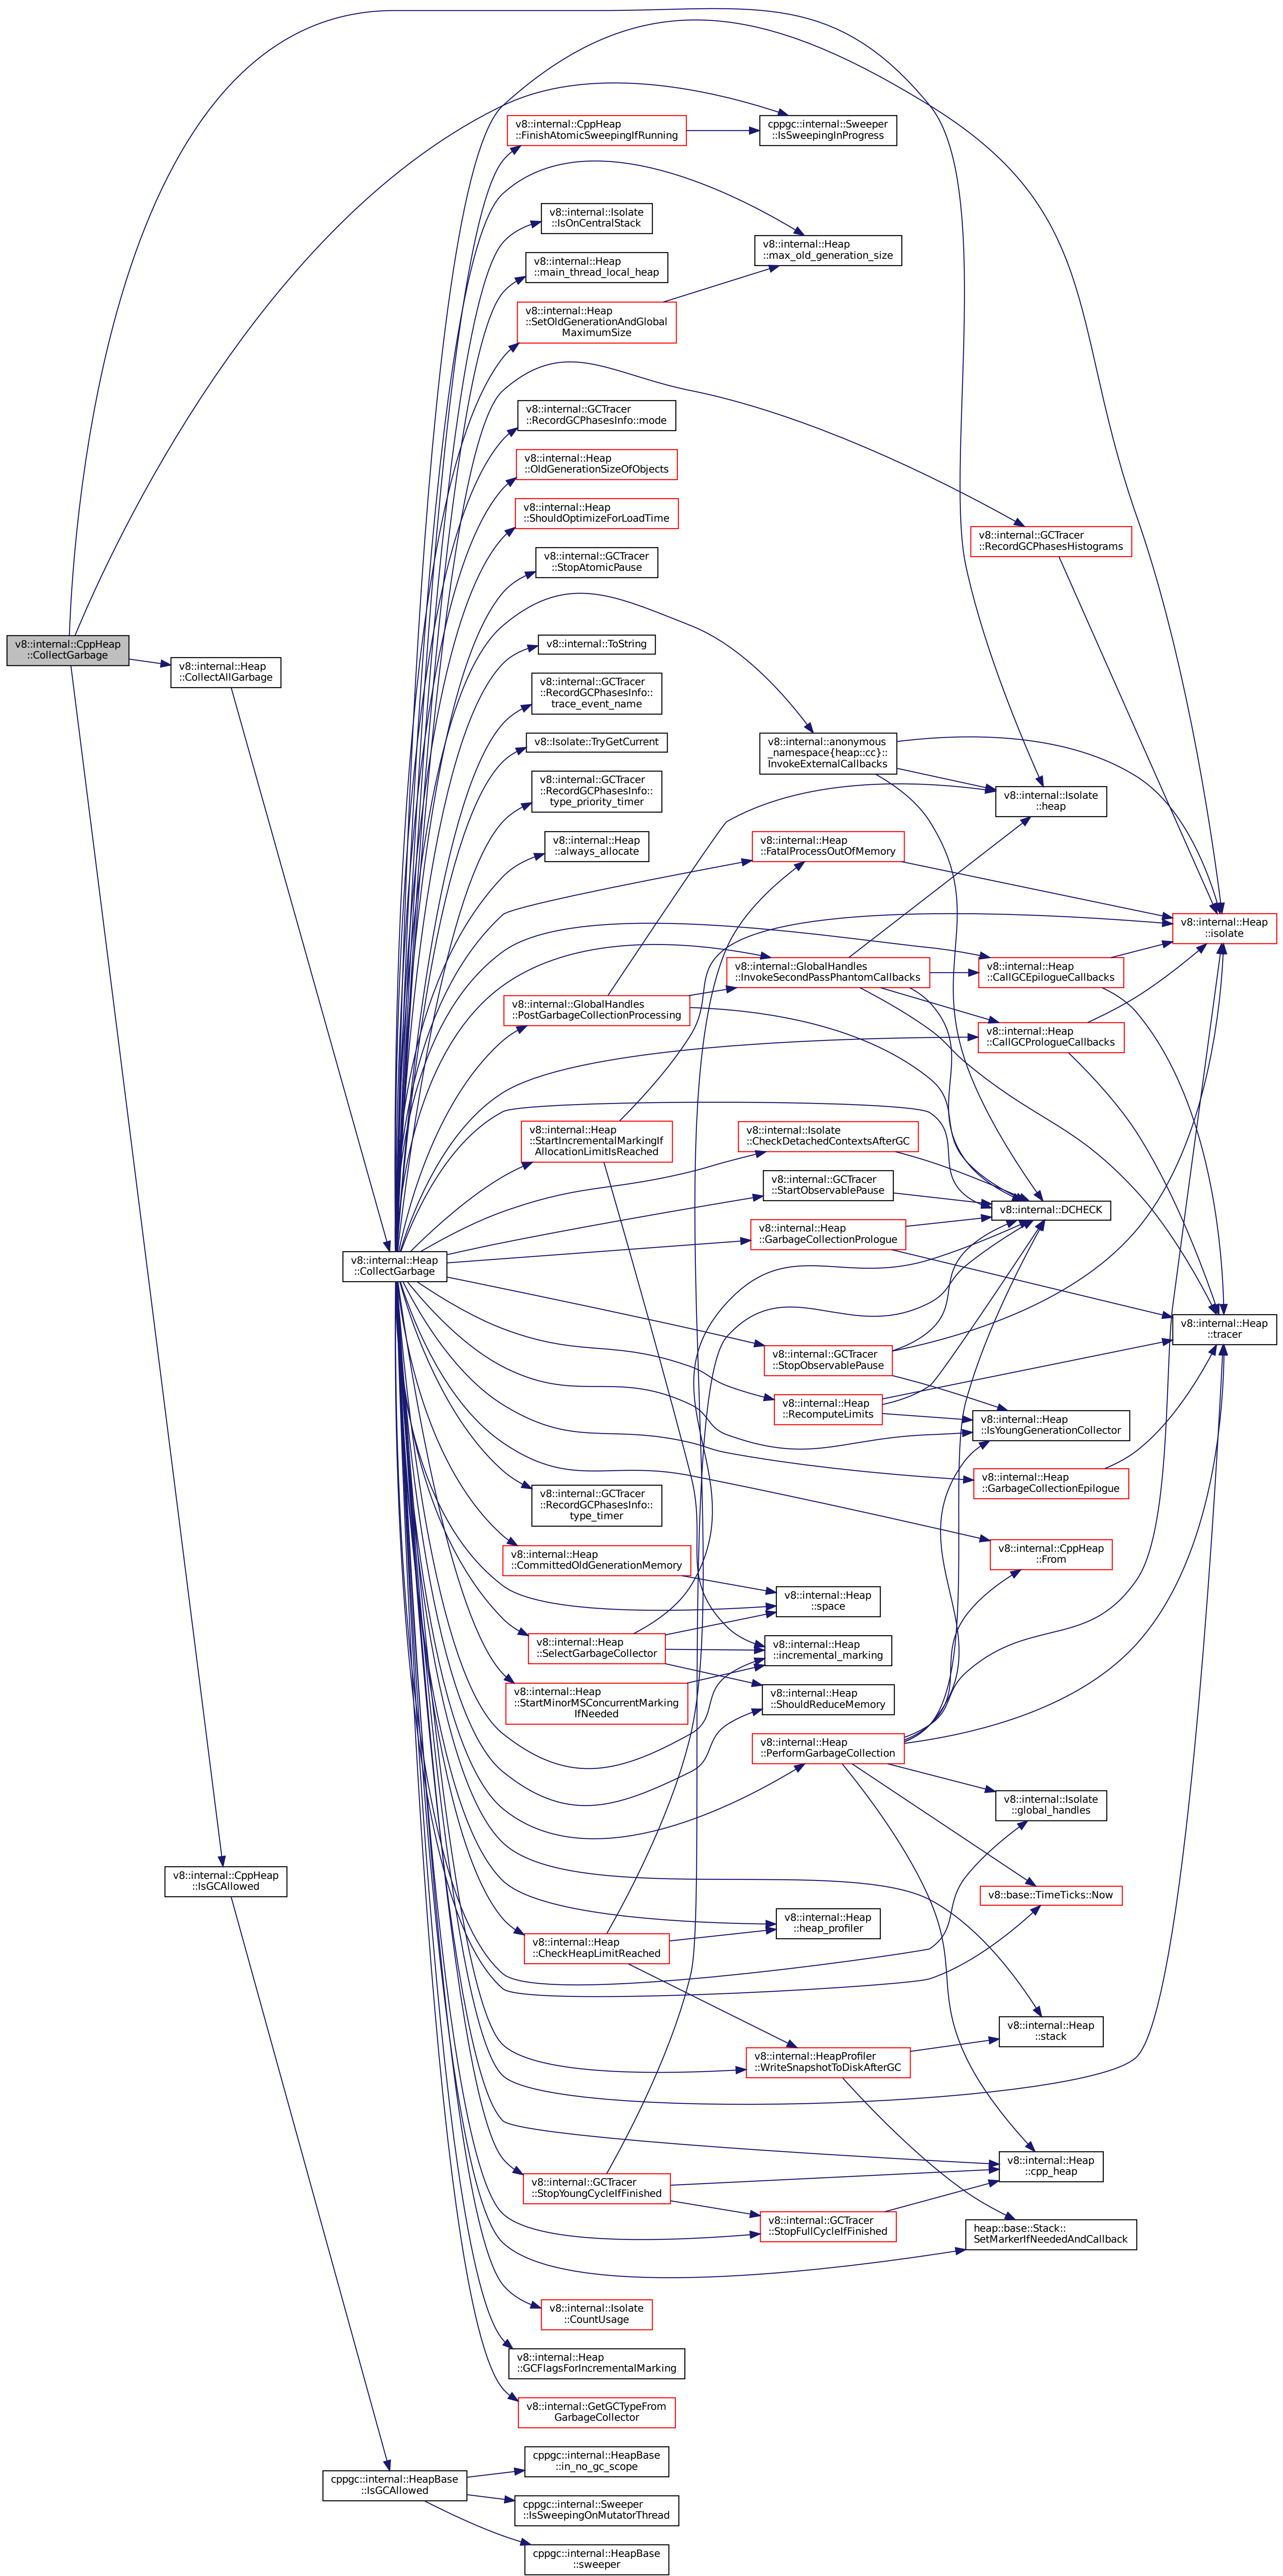 v8::internal::CppHeap
::FinishAtomicSweepingIfRunning
cppgc::internal::Sweeper
::IsSweepingInProgress
v8::internal::Isolate
::IsOnCentralStack
v8::internal::Heap
::max_old_generation_size
v8::internal::Heap
::main_thread_local_heap
v8::internal::Heap
::SetOldGenerationAndGlobal
MaximumSize
v8::internal::GCTracer
::RecordGCPhasesInfo::mode
v8::internal::Heap
::OldGenerationSizeOfObjects
v8::internal::Heap
::ShouldOptimizeForLoadTime
v8::internal::GCTracer
::RecordGCPhasesHistograms
v8::internal::GCTracer
::StopAtomicPause
v8::internal::CppHeap
::CollectGarbage
v8::internal::Heap
::CollectAllGarbage
v8::internal::ToString
v8::internal::GCTracer
::RecordGCPhasesInfo::
trace_event_name
v8::Isolate::TryGetCurrent
v8::internal::anonymous
_namespace{heap::cc}::
InvokeExternalCallbacks
v8::internal::GCTracer
::RecordGCPhasesInfo::
type_priority_timer
v8::internal::Isolate
::heap
v8::internal::Heap
::always_allocate
v8::internal::Heap
::FatalProcessOutOfMemory
v8::internal::Heap
::isolate
v8::internal::GlobalHandles
::InvokeSecondPassPhantomCallbacks
v8::internal::Heap
::CallGCEpilogueCallbacks
v8::internal::GlobalHandles
::PostGarbageCollectionProcessing
v8::internal::Heap
::CallGCPrologueCallbacks
v8::internal::Heap
::StartIncrementalMarkingIf
AllocationLimitIsReached
v8::internal::Isolate
::CheckDetachedContextsAfterGC
v8::internal::GCTracer
::StartObservablePause
v8::internal::DCHECK
v8::internal::Heap
::GarbageCollectionPrologue
v8::internal::Heap
::CollectGarbage
v8::internal::Heap
::tracer
v8::internal::GCTracer
::StopObservablePause
v8::internal::Heap
::RecomputeLimits
v8::internal::Heap
::IsYoungGenerationCollector
v8::internal::Heap
::GarbageCollectionEpilogue
v8::internal::GCTracer
::RecordGCPhasesInfo::
type_timer
v8::internal::Heap
::CommittedOldGenerationMemory
v8::internal::CppHeap
::From
v8::internal::Heap
::space
v8::internal::Heap
::SelectGarbageCollector
v8::internal::Heap
::incremental_marking
v8::internal::Heap
::StartMinorMSConcurrentMarking
IfNeeded
v8::internal::Heap
::ShouldReduceMemory
v8::internal::Heap
::PerformGarbageCollection
v8::internal::Isolate
::global_handles
v8::internal::CppHeap
::IsGCAllowed
v8::base::TimeTicks::Now
v8::internal::Heap
::heap_profiler
v8::internal::Heap
::CheckHeapLimitReached
v8::internal::Heap
::stack
v8::internal::HeapProfiler
::WriteSnapshotToDiskAfterGC
v8::internal::Heap
::cpp_heap
v8::internal::GCTracer
::StopYoungCycleIfFinished
v8::internal::GCTracer
::StopFullCycleIfFinished
heap::base::Stack::
SetMarkerIfNeededAndCallback
v8::internal::Isolate
::CountUsage
v8::internal::Heap
::GCFlagsForIncrementalMarking
v8::internal::GetGCTypeFrom
GarbageCollector
cppgc::internal::HeapBase
::IsGCAllowed
cppgc::internal::HeapBase
::in_no_gc_scope
cppgc::internal::Sweeper
::IsSweepingOnMutatorThread
cppgc::internal::HeapBase
::sweeper